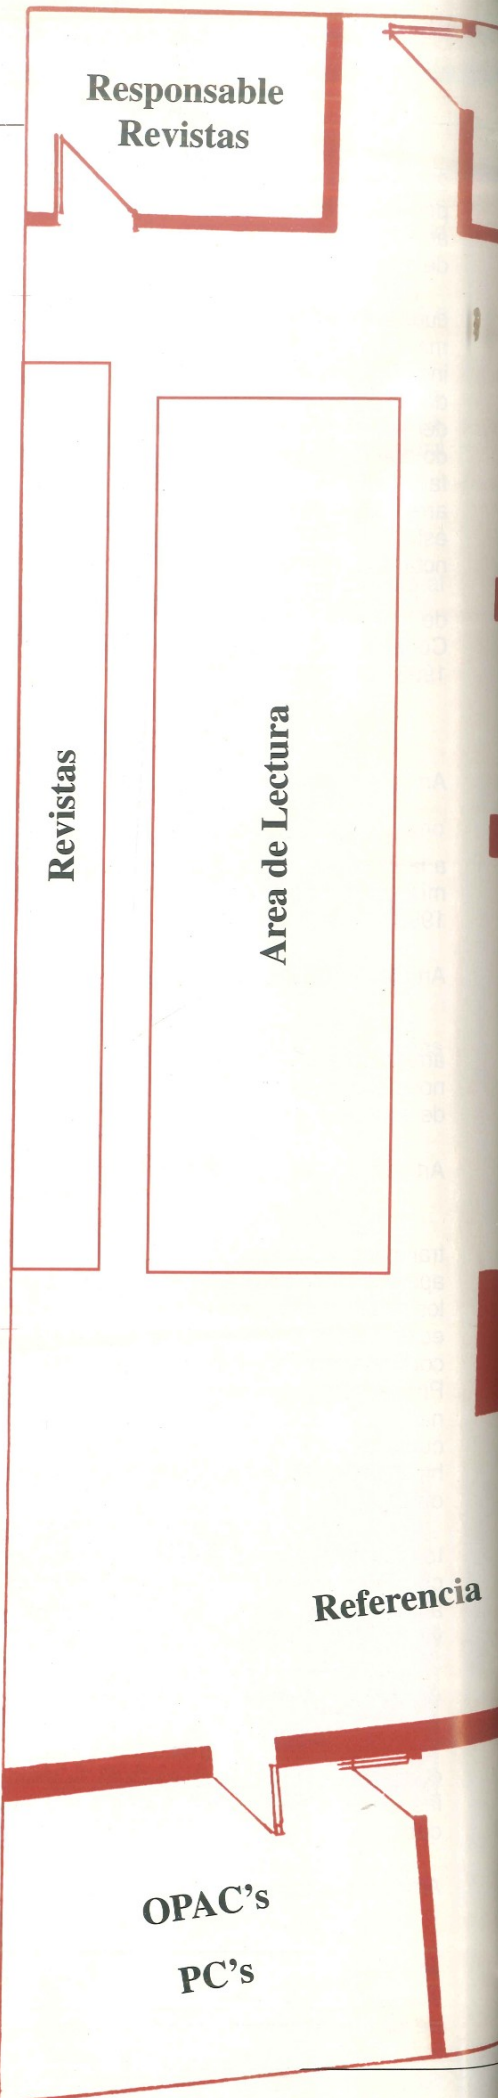 Responsable
Revistas
Revistas
Area de Lectura
Referencia
OPAC's
PC's